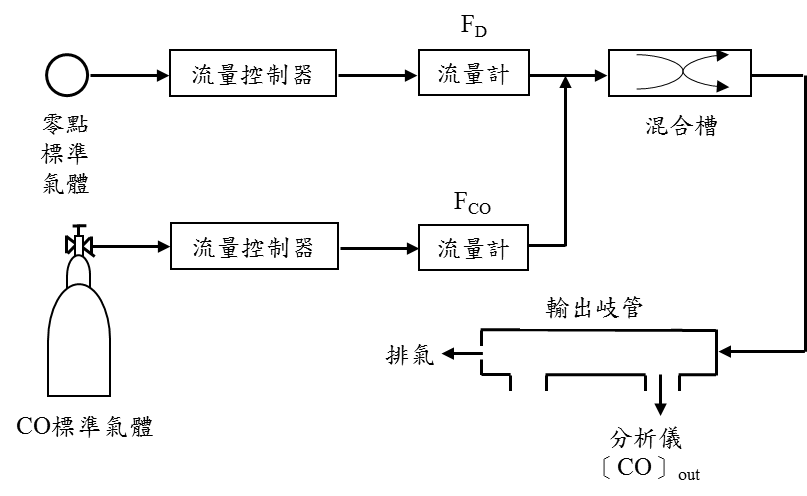 F_D
流量控制器
流量計
混合槽
零點
標準
氣體
F_CO
流量控制器
流量計
輸出岐管
排氣
CO標準氣體
分析儀
〔CO〕_out